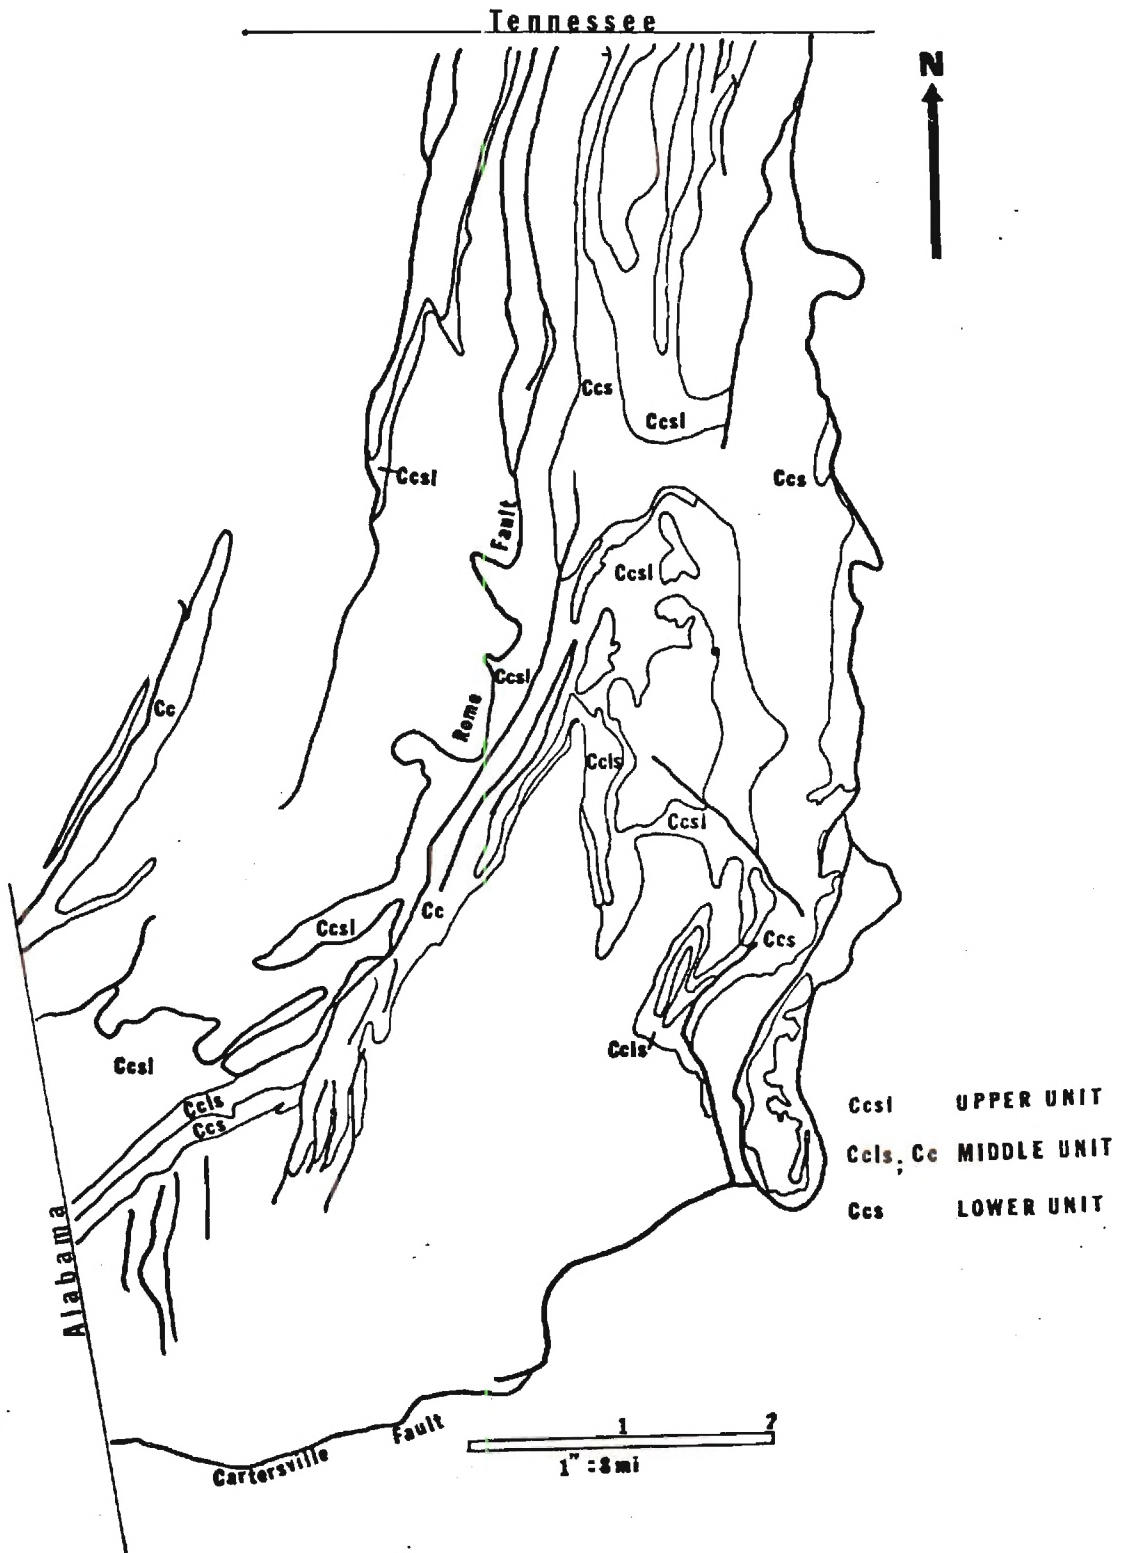 Tennessee
N
Ccs
Ccsl
Ccsl
Ccs
Fault
Ccsl
Ccsl
Rome
Cc
Ccls
Ccsl
Cc
Ccsl
Ccs
Ccls
Ccsl
Ccls
Ccs
Ccsl UPPER UNIT
Ccls; Cc MIDDLE UNIT
Ccs LOWER UNIT
Alabama
1 2
1" = 8 mi
Fault
Cartersville